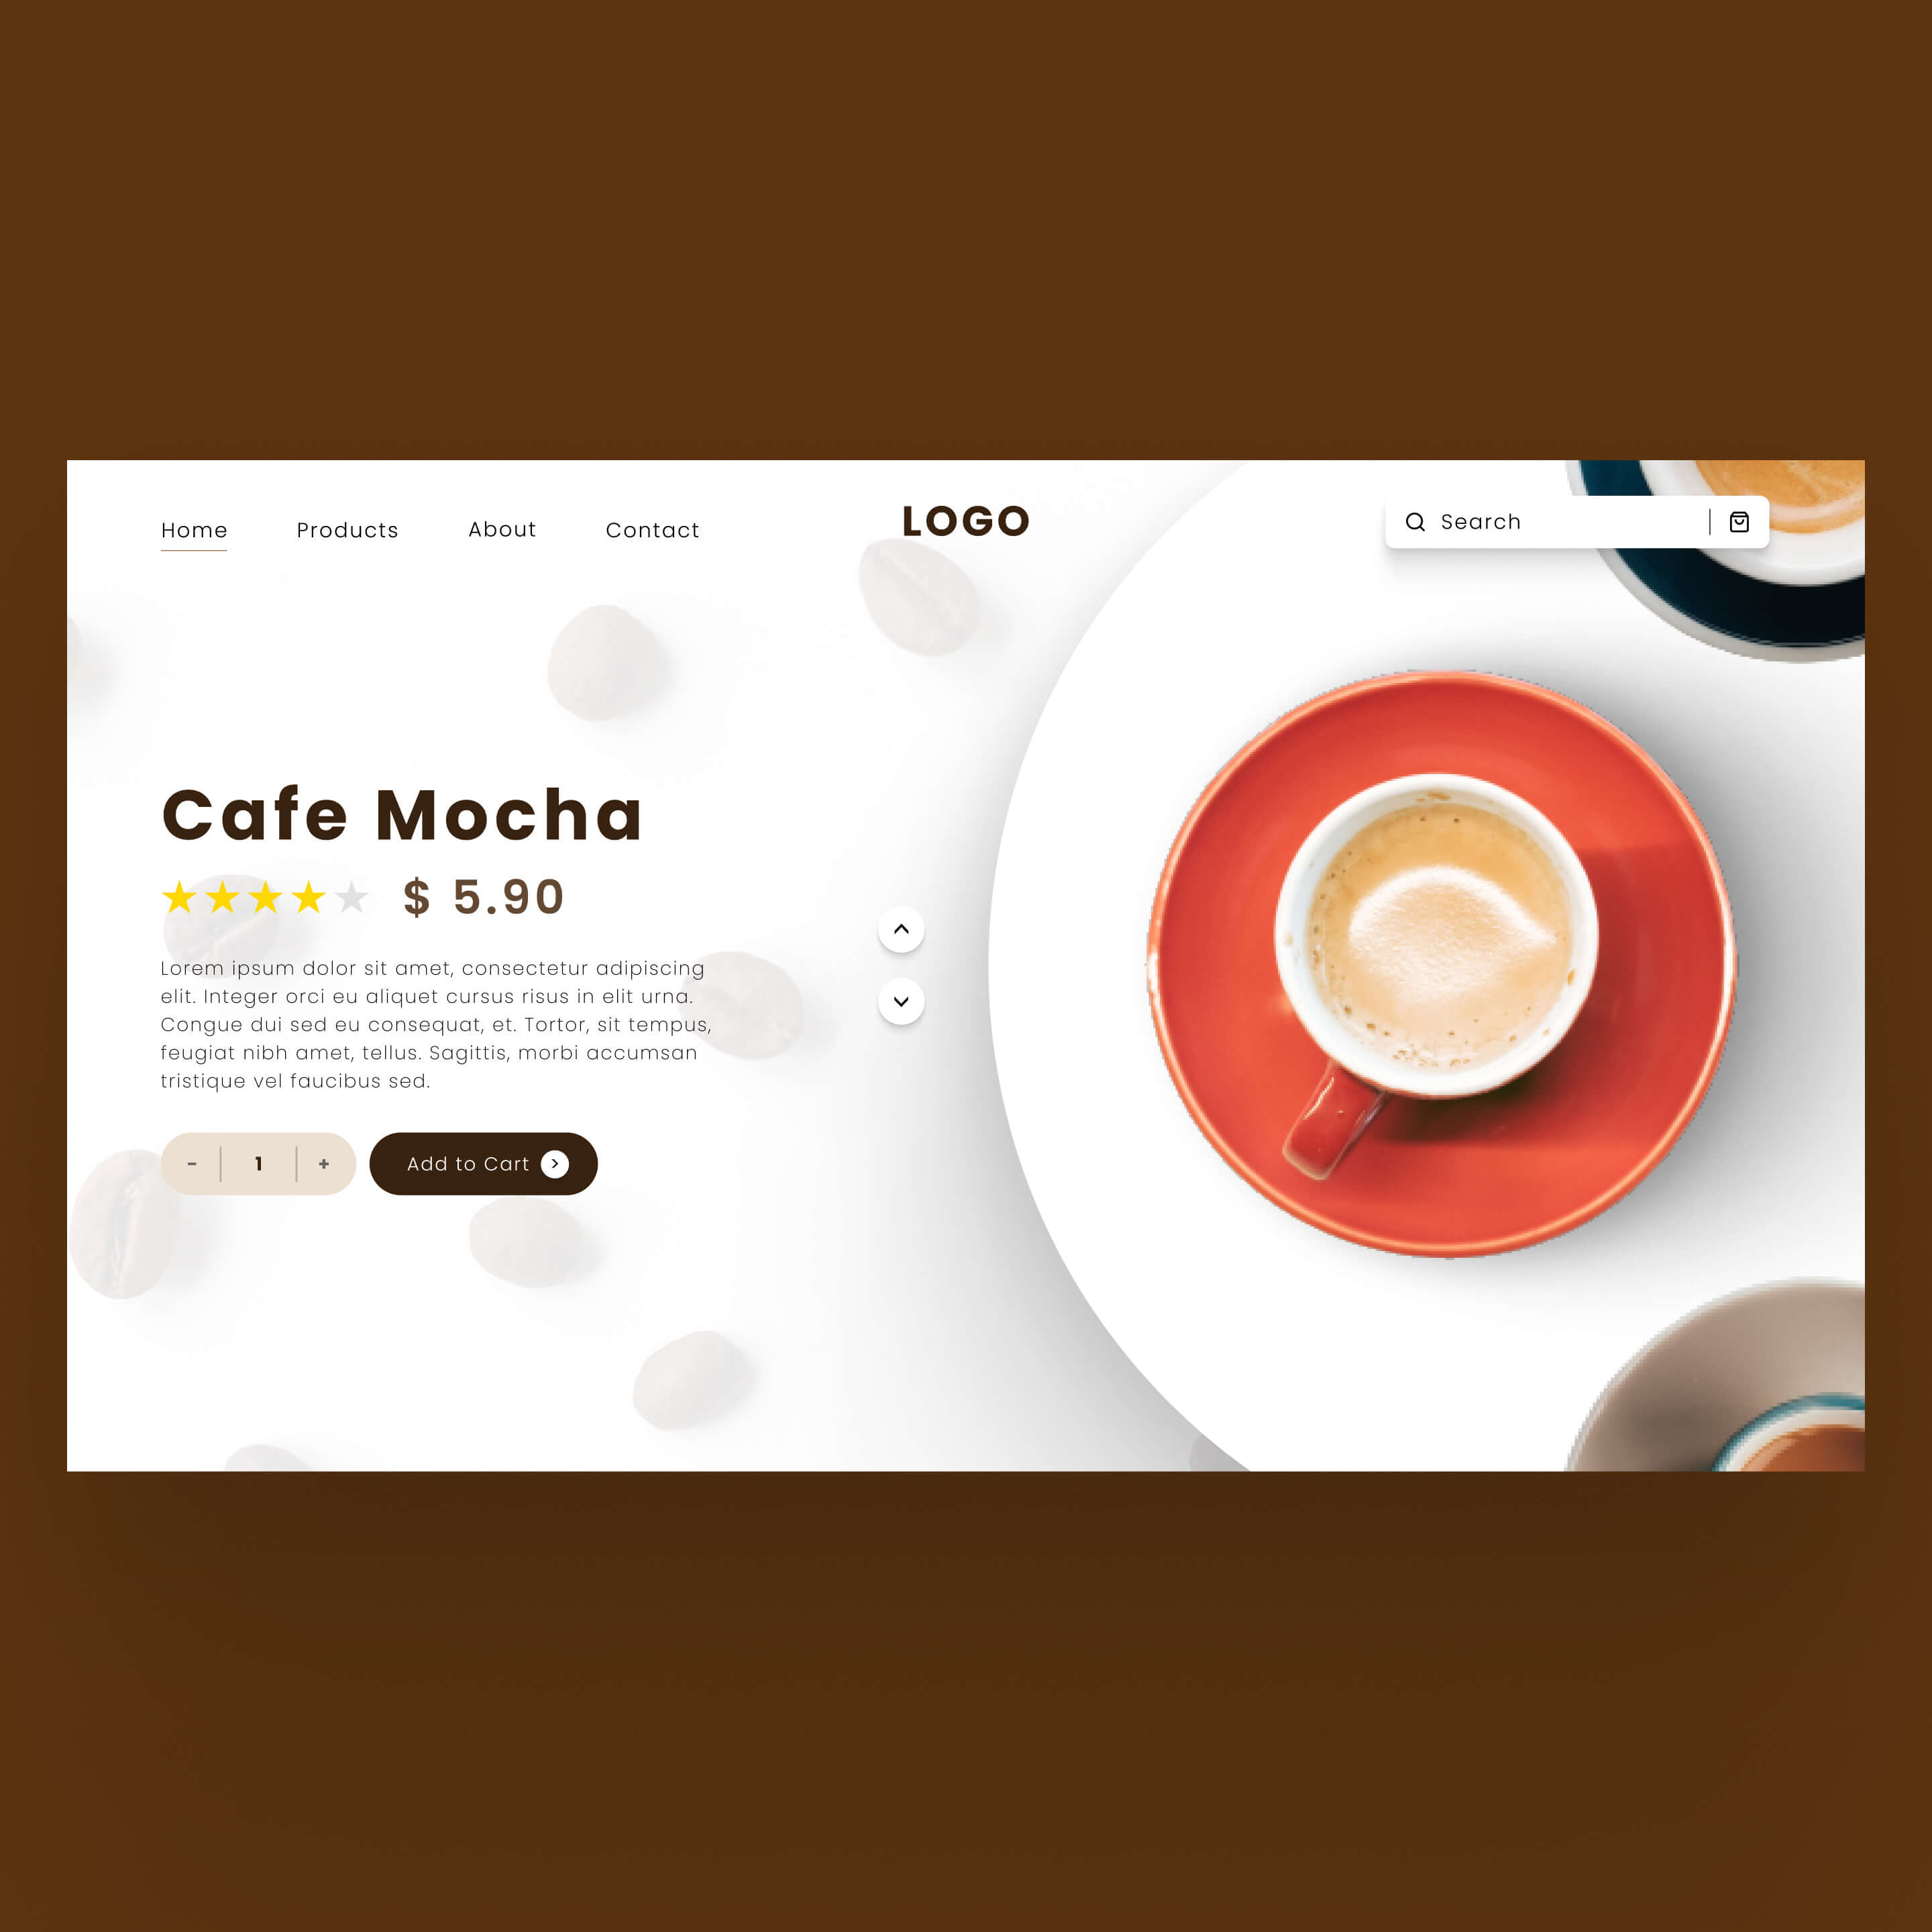 Home Products About Contact LOGO Search
Cafe Mocha
$ 5.90
Lorem ipsum dolor sit amet, consectetur adipiscing
elit. Integer orci eu aliquet cursus risus in elit urna.
Congue dui sed eu consequat, et. Tortor, sit tempus,
feugiat nibh amet, tellus. Sagittis, morbi accumsan
tristique vel faucibus sed.
- 1 + Add to Cart >